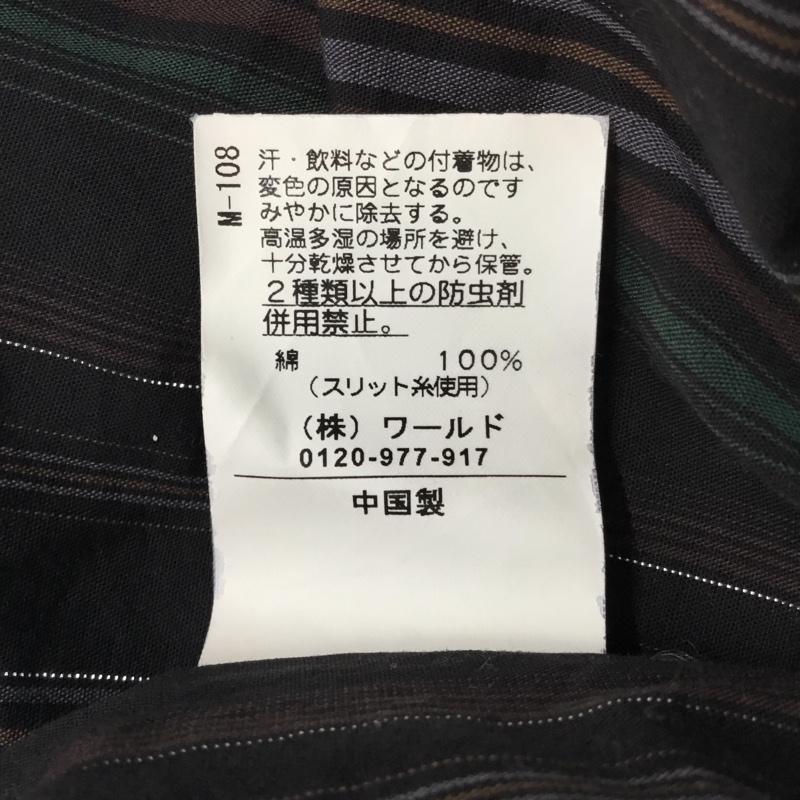 M-108
汗・飲料などの付着物は、
変色の原因となるのです
みやかに除去する。
高温多湿の場所を避け、
十分乾燥させてから保管。
２種類以上の防虫剤
併用禁止。
綿 100%
（スリット糸使用）
（株）ワールド
0120-977-917
中国製